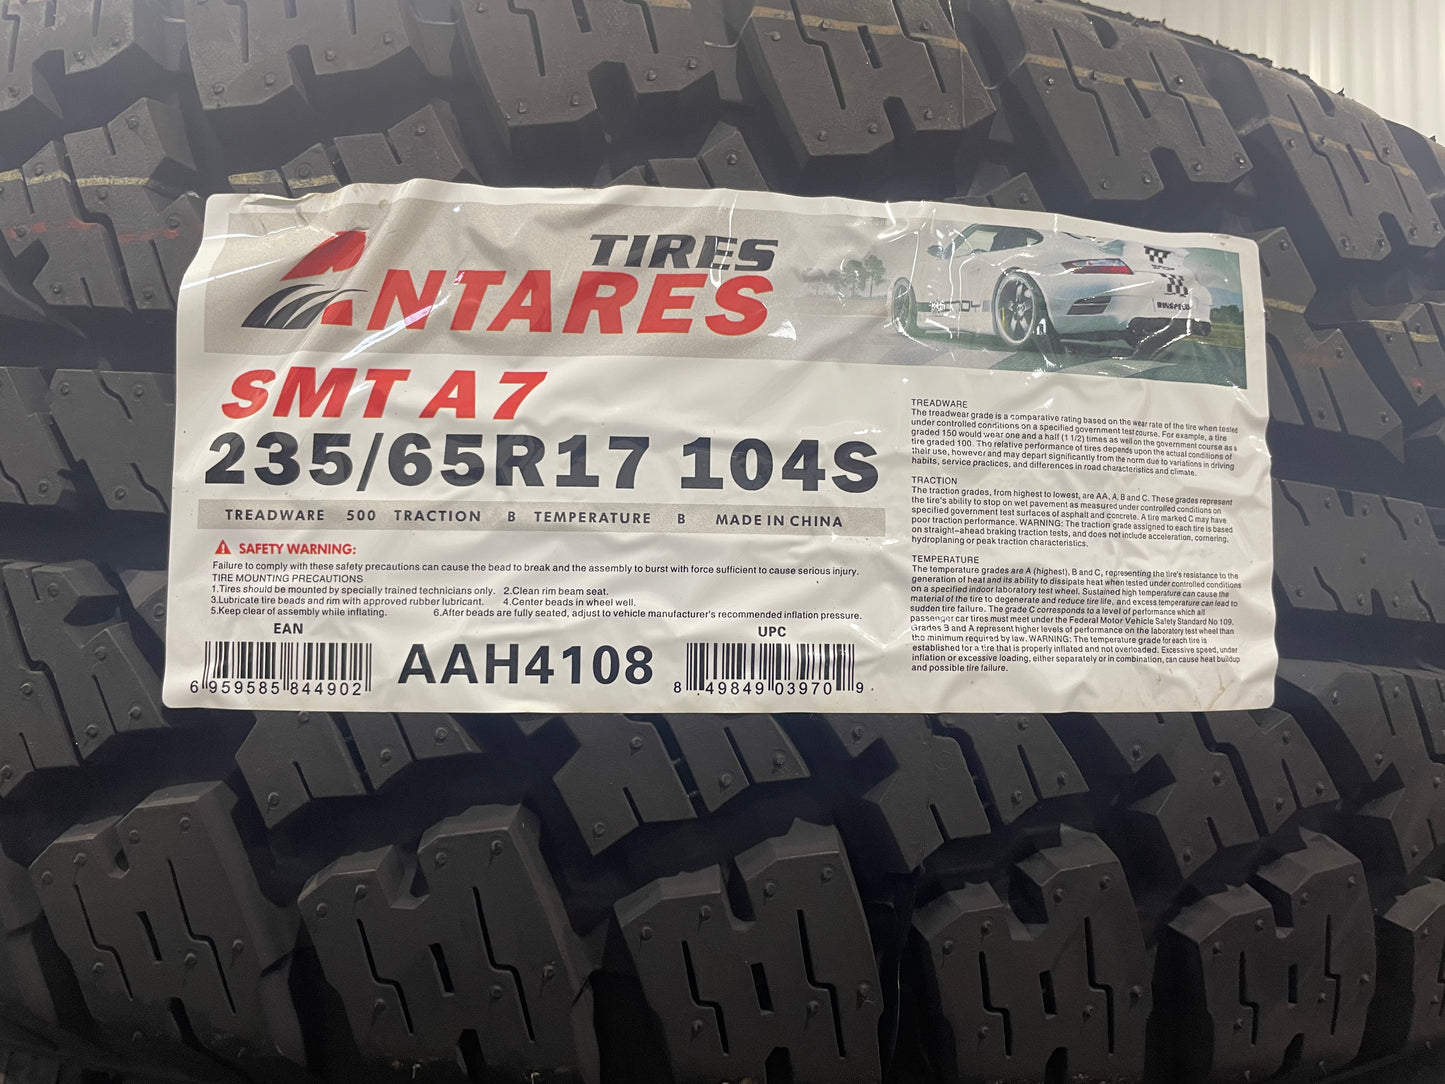 TIRES
ANTARES
SMT A7
235/65R17 104S
TREADWARE 500 TRACTION B TEMPERATURE B MADE IN CHINA
SAFETY WARNING:
Failure to comply with these safety precautions can cause the bead to break and the assembly to burst with force sufficient to cause serious injury.
TIRE MOUNTING PRECAUTIONS
1.Tires should be mounted by specially trained technicians only. 2.Clean rim beam seat.
3.Lubricate tire beads and rim with approved rubber lubricant. 4.Center beads in wheel well.
5.Keep clear of assembly while inflating. 6.After beads are fully seated, adjust to vehicle manufacturer's recommended inflation pressure.
EAN
6 959585 844902
AAH4108
UPC
8 49849 03970 9
RINSPEED
TREADWARE
The treadwear grade is a comparative rating based on the wear rate of the tire when tested
under controlled conditions on a specified government test course. For example, a tire
graded 150 would wear one and a half (1 1/2) times as well on the government course as a
tire graded 100. Tho relative performance of tires depends upon the actual conditions of
their use, however and may depart significantly from the norm due to variations in driving
habits, service practices, and differences in road characteristics and climate.
TRACTION
The traction grades, from highest to lowest, are AA, A, B and C. These grades represent
the tire's ability to stop on wet pavement as measured under controlled conditions on
specified government test surfaces of asphalt and concrete. A tire marked C may have
poor traction performance. WARNING: The traction grade assigned to each tire is based
on straight-ahead braking traction tests, and does not include acceleration, cornering,
hydroplaning or peak traction characteristics.
TEMPERATURE
The temperature grades are A (highest), B and C, representing the tire's resistance to the
generation of heat and its ability to dissipate heat when tested under controlled conditions
on a specified indoor laboratory test wheel. Sustained high temperature can cause the
material of the tire to degenerate and reduce tire life, and excess temperature can lead to
sudden tire failure. The grade C corresponds to a level of performance which all
passenger car tires must meet under the Federal Motor Vehicle Safety Standard No 109.
Grades B and A represent higher levels of performance on the laboratory test wheel than
the minimum required by law. WARNING: The temperature grade for each tire is
established for a tire that is properly inflated and not overloaded. Excessive speed, under
inflation or excessive loading, either separately or in combination, can cause heat buildup
and possible tire failure.